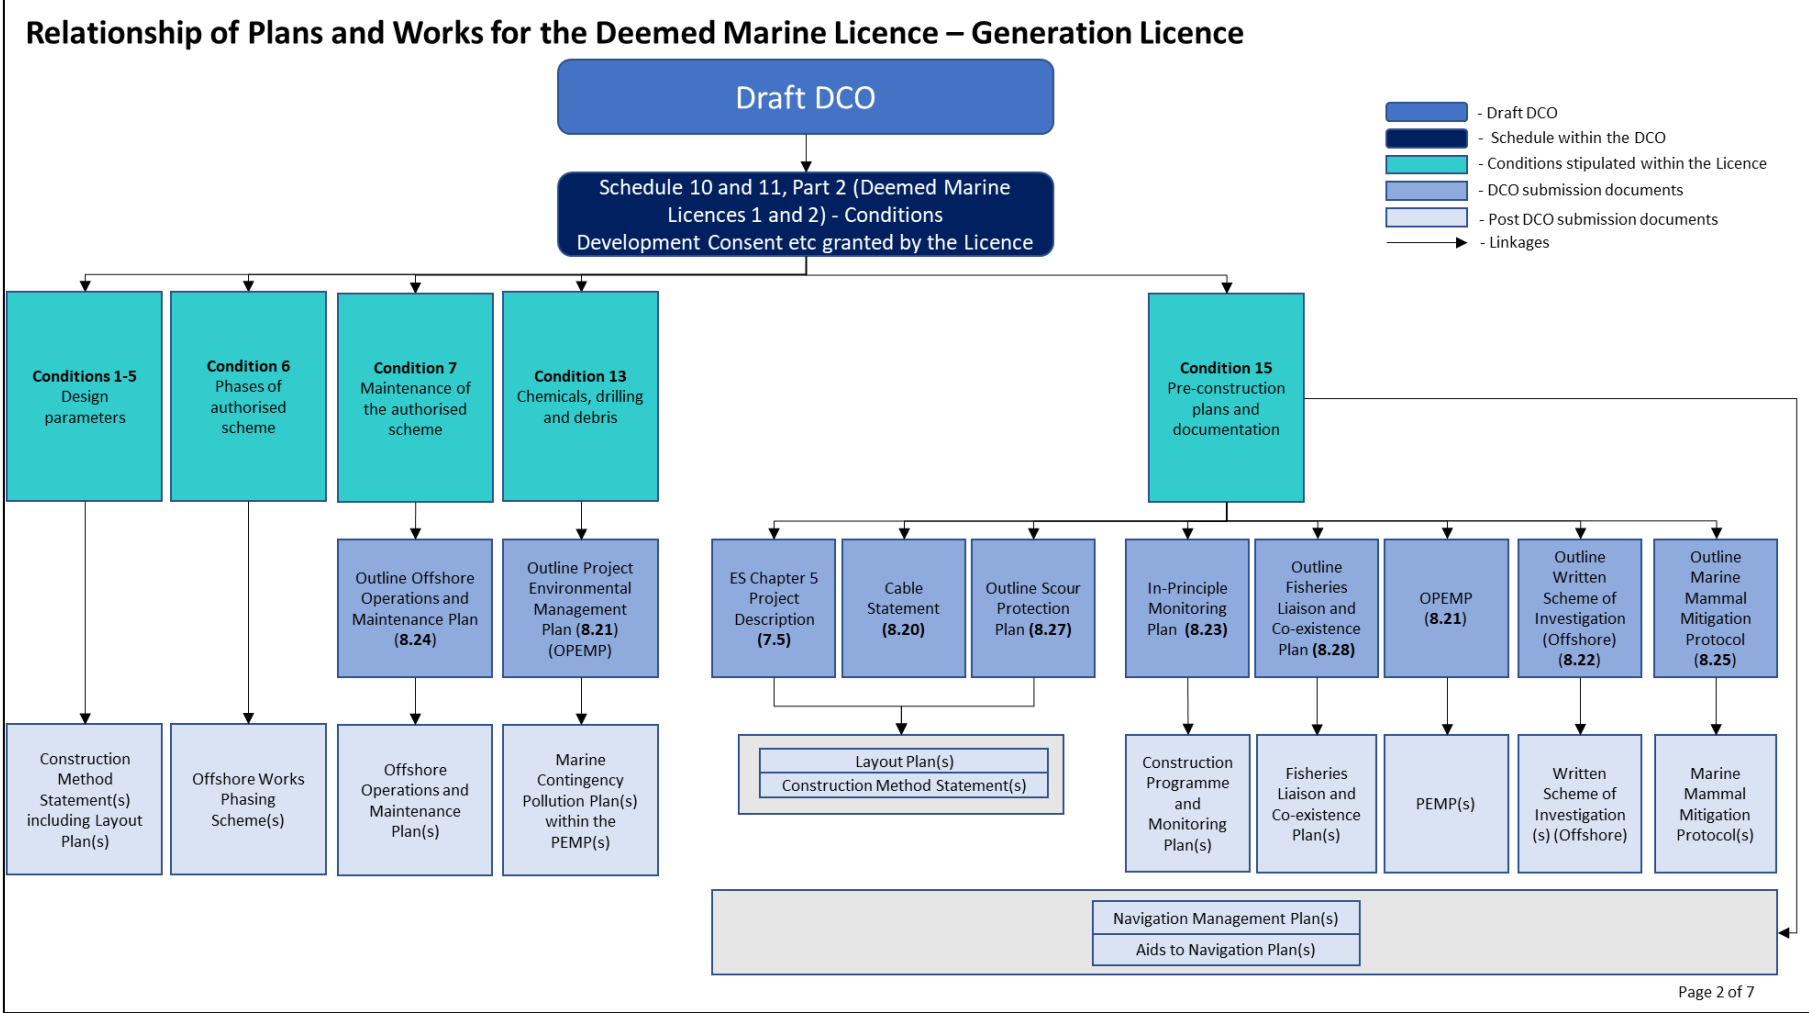 Relationship of Plans and Works for the Deemed Marine Licence – Generation Licence
Draft DCO
- Draft DCO
- Schedule within the DCO
- Conditions stipulated within the Licence
- DCO submission documents
- Post DCO submission documents
- Linkages
Schedule 10 and 11, Part 2 (Deemed Marine
Licences 1 and 2) - Conditions
Development Consent etc granted by the Licence
Conditions 1-5
Design
parameters
Condition 6
Phases of
authorised
scheme
Condition 7
Maintenance of
the authorised
scheme
Condition 13
Chemicals, drilling
and debris
Condition 15
Pre-construction
plans and
documentation
Outline Offshore
Operations and
Maintenance Plan
(8.24)
Outline Project
Environmental
Management
Plan (8.21)
(OPEMP)
ES Chapter 5
Project
Description
(7.5)
Cable
Statement
(8.20)
Outline Scour
Protection
Plan (8.27)
In-Principle
Monitoring
Plan (8.23)
Outline
Fisheries
Liaison and
Co-existence
Plan (8.28)
OPEMP
(8.21)
Outline
Written
Scheme of
Investigation
(Offshore)
(8.22)
Outline
Marine
Mammal
Mitigation
Protocol
(8.25)
Construction
Method
Statement(s)
including Layout
Plan(s)
Offshore Works
Phasing
Scheme(s)
Offshore
Operations and
Maintenance
Plan(s)
Marine
Contingency
Pollution Plan(s)
within the
PEMP(s)
Layout Plan(s)
Construction Method Statement(s)
Construction
Programme
and
Monitoring
Plan(s)
Fisheries
Liaison and
Co-existence
Plan(s)
PEMP(s)
Written
Scheme of
Investigation
(s) (Offshore)
Marine
Mammal
Mitigation
Protocol(s)
Navigation Management Plan(s)
Aids to Navigation Plan(s)
Page 2 of 7